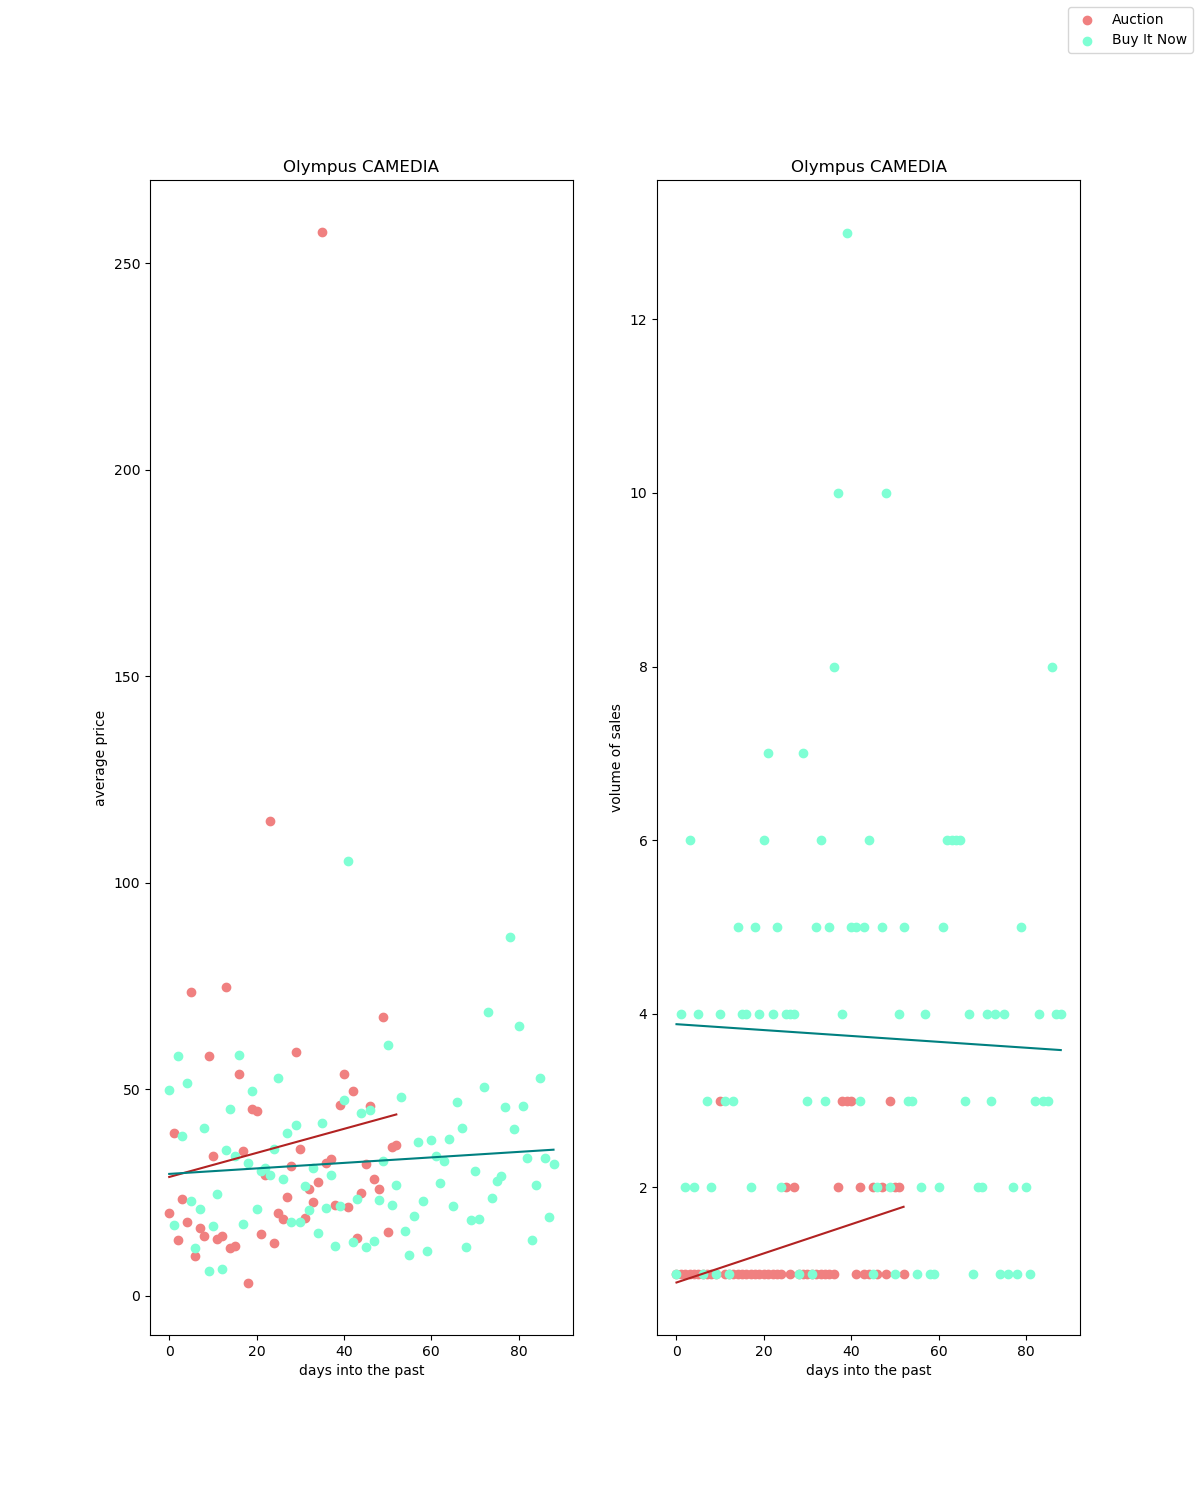 Auction
Buy It Now
Olympus CAMEDIA
250
200
150
100
50
0
average price
0 20 40 60 80
days into the past
Olympus CAMEDIA
12
10
8
6
4
2
volume of sales
0 20 40 60 80
days into the past